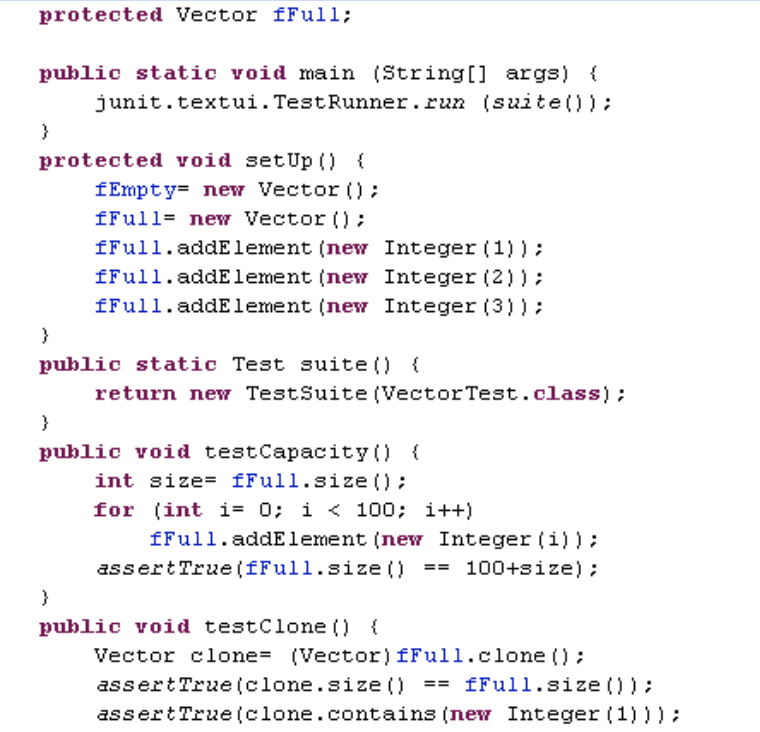 protected Vector fFull;
public static void main (String[] args) {
junit.textui.TestRunner.run (suite());
}
protected void setUp() {
fEmpty= new Vector();
fFull= new Vector();
fFull.addElement(new Integer(1));
fFull.addElement(new Integer(2));
fFull.addElement(new Integer(3));
}
public static Test suite() {
return new TestSuite(VectorTest.class);
}
public void testCapacity() {
int size= fFull.size();
for (int i= 0; i < 100; i++)
fFull.addElement(new Integer(i));
assertTrue(fFull.size() == 100+size);
}
public void testClone() {
Vector clone= (Vector)fFull.clone();
assertTrue(clone.size() == fFull.size());
assertTrue(clone.contains(new Integer(1)));